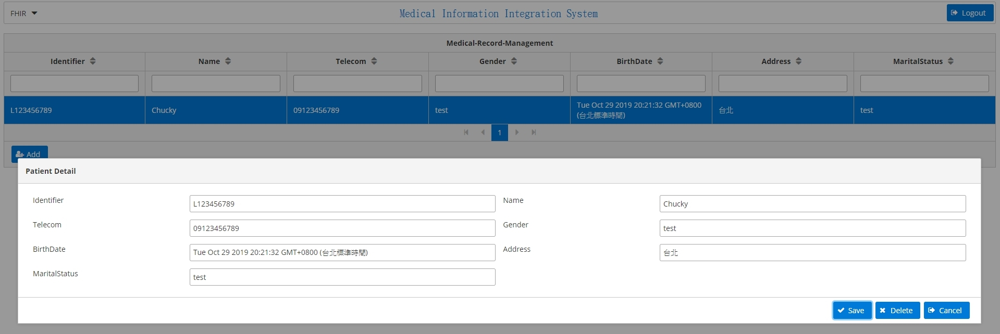 FHIR
Medical Information Integration System
Logout
Medical-Record-Management
Identifier Name Telecom Gender BirthDate Address MaritalStatus
L123456789 Chucky 09123456789 test Tue Oct 29 2019 20:21:32 GMT+0800 台北 test
(台北標準時間)
1
Add
Patient Detail
Identifier L123456789 Name Chucky
Telecom 09123456789 Gender test
BirthDate Tue Oct 29 2019 20:21:32 GMT+0800 (台北標準時間) Address 台北
MaritalStatus test
Save Delete Cancel